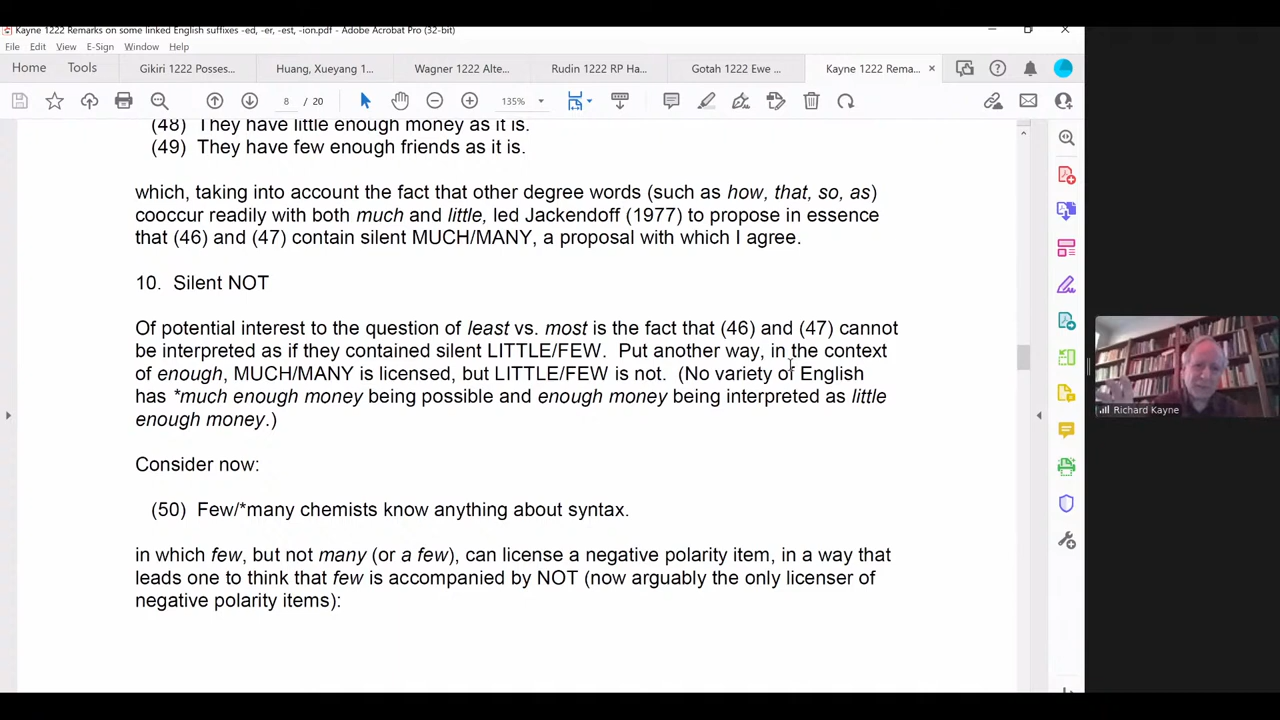 Kayne 1222 Remarks on some linked English suffixes -ed, -er, -est, -ion.pdf - Adobe Acrobat Pro (32-bit)
File Edit View E-Sign Window Help
Home Tools Gikiri 1222 Posses... Huang, Xueyang 1... Wagner 1222 Alte... Rudin 1222 RP Ha... Gotah 1222 Ewe ... Kayne 1222 Rema...
8 / 20 135%
(48) They have little enough money as it is.
(49) They have few enough friends as it is.
which, taking into account the fact that other degree words (such as how, that, so, as)
cooccur readily with both much and little, led Jackendoff (1977) to propose in essence
that (46) and (47) contain silent MUCH/MANY, a proposal with which I agree.
10. Silent NOT
Of potential interest to the question of least vs. most is the fact that (46) and (47) cannot
be interpreted as if they contained silent LITTLE/FEW. Put another way, in the context
of enough, MUCH/MANY is licensed, but LITTLE/FEW is not. (No variety of English
has *much enough money being possible and enough money being interpreted as little
enough money.)
Consider now:
(50) Few/*many chemists know anything about syntax.
in which few, but not many (or a few), can license a negative polarity item, in a way that
leads one to think that few is accompanied by NOT (now arguably the only licenser of
negative polarity items):
Richard Kayne